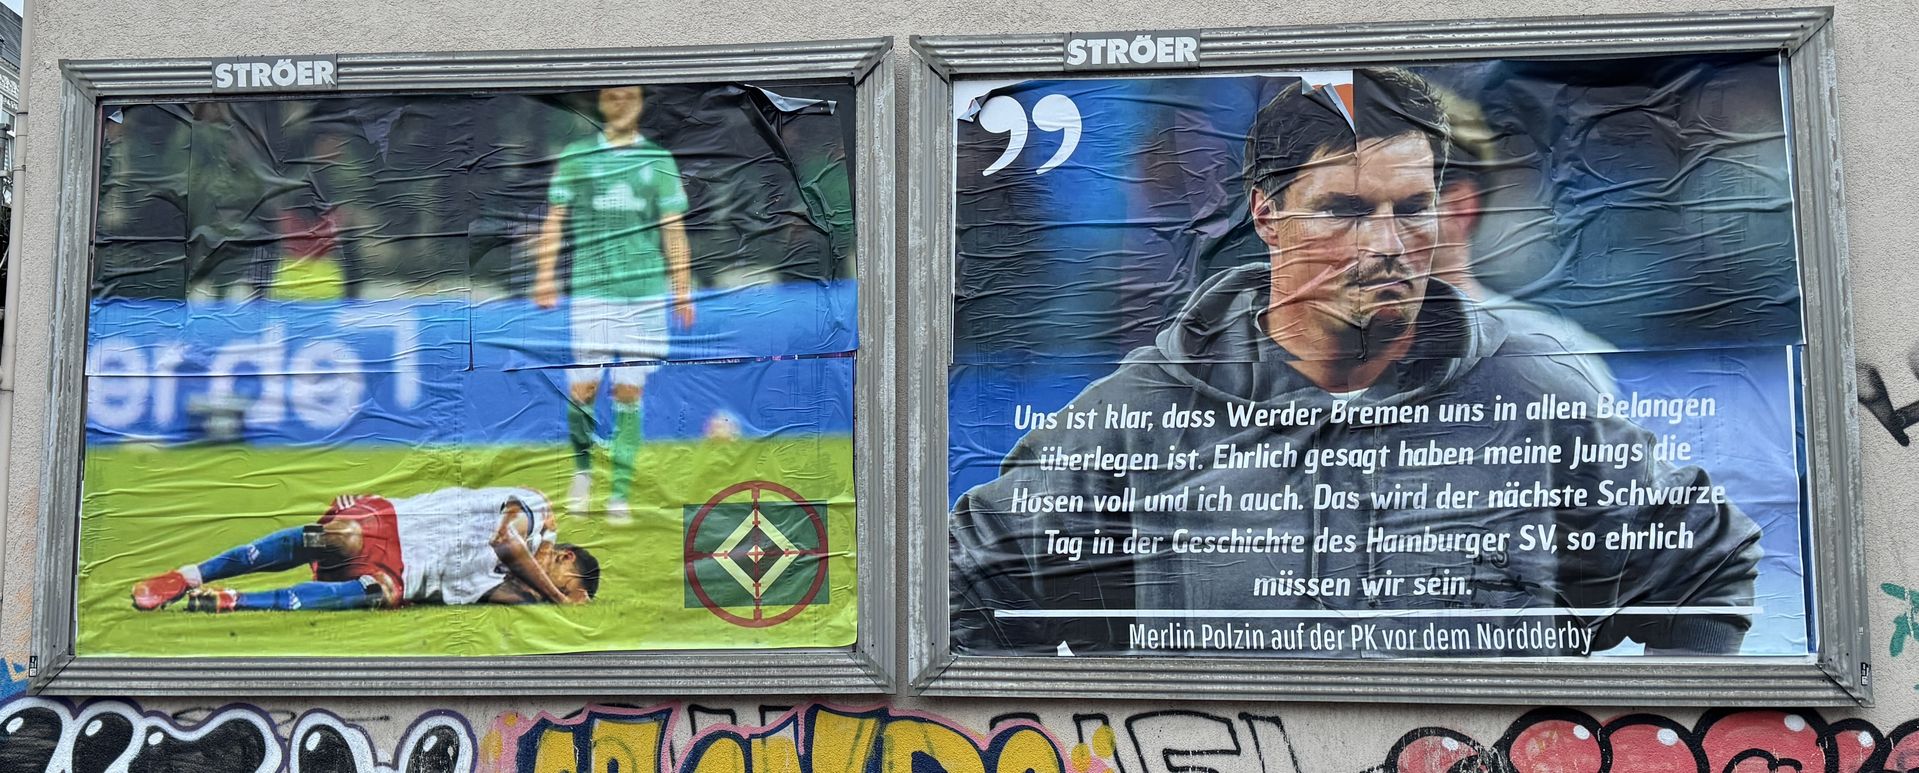 STRÖER
STRÖER
er.de
Uns ist klar, dass Werder Bremen uns in allen Belangen
überlegen ist. Ehrlich gesagt haben meine Jungs die
Hosen voll und ich auch. Das wird der nächste Schwarze
Tag in der Geschichte des Hamburger SV, so ehrlich
müssen wir sein.
Merlin Polzin auf der PK vor dem Nordderby